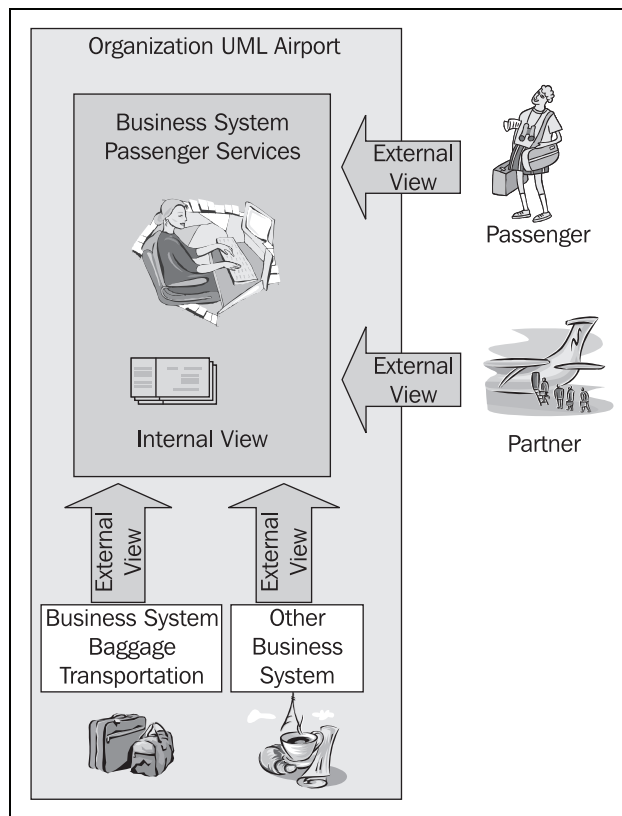 Organization UML Airport
Business System
Passenger Services
External
View
Passenger
External
View
Partner
Internal View
External
View
External
View
Business System
Baggage
Transportation
Other
Business
System